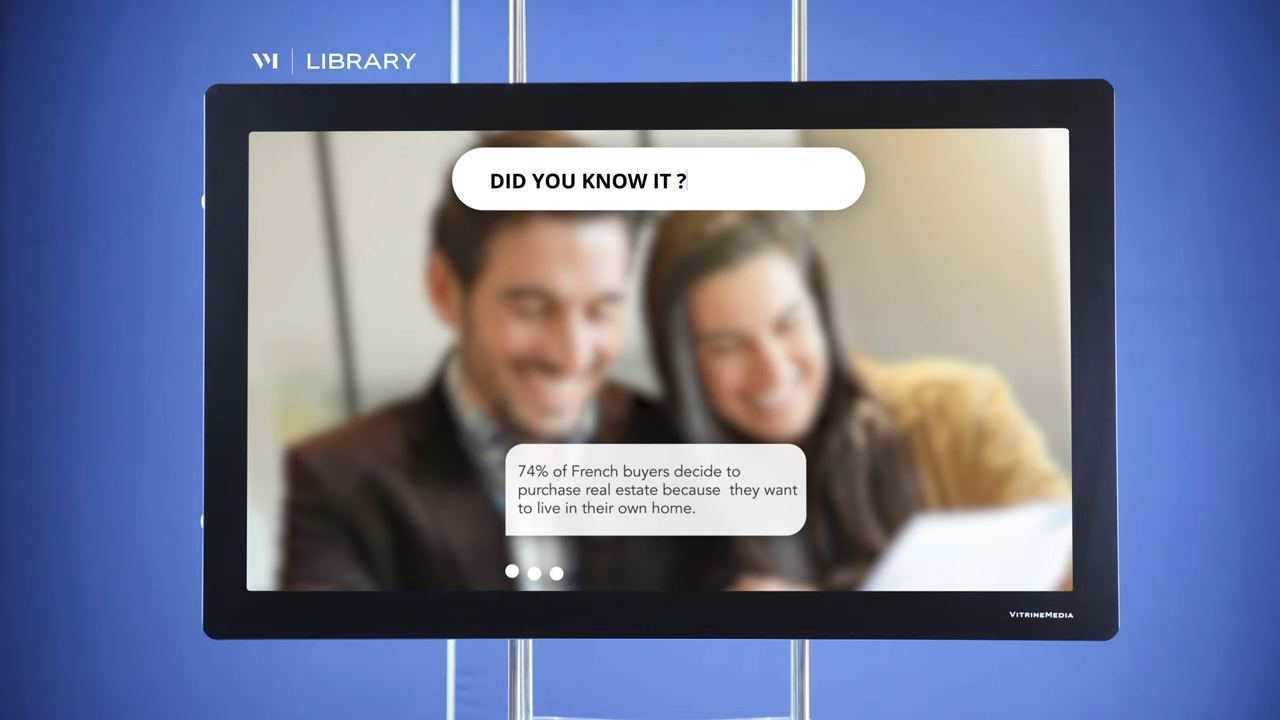 VM | LIBRARY
DID YOU KNOW IT ?
74% of French buyers decide to
purchase real estate because  they want
to live in their own home.
VITRINEMEDIA